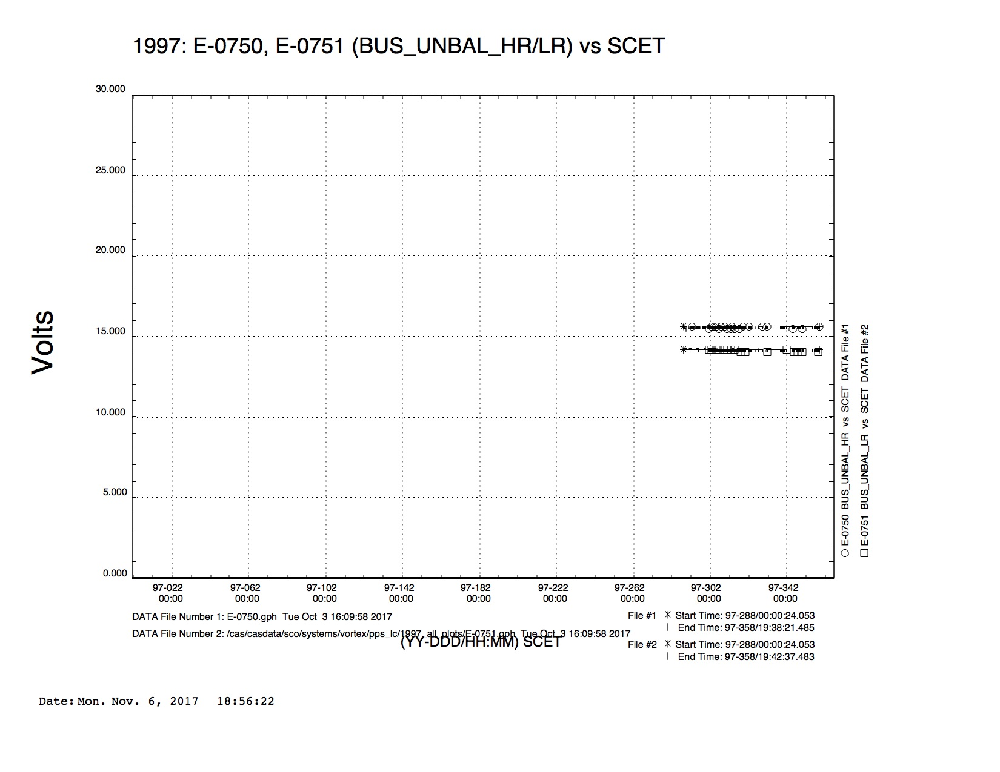 1997: E-0750, E-0751 (BUS_UNBAL_HR/LR) vs SCET
30.000
25.000
20.000
15.000
10.000
5.000
0.000
Volts
97-022 97-062 97-102 97-142 97-182 97-222 97-262 97-302 97-342
00:00 00:00 00:00 00:00 00:00 00:00 00:00 00:00 00:00
E-0750 BUS_UNBAL_HR vs SCET DATA File #1
E-0751 BUS_UNBAL_LR vs SCET DATA File #2
DATA File Number 1: E-0750.gph Tue Oct 3 16:09:58 2017
DATA File Number 2: /cas/casdata/sco/systems/vortex/pps_lc/1997_all_plots/E-0751.gph Tue Oct 3 16:09:58 2017
(YY-DDD/HH:MM) SCET
File #1 Start Time: 97-288/00:00:24.053
End Time: 97-358/19:38:21.485
File #2 Start Time: 97-288/00:00:24.053
End Time: 97-358/19:42:37.483
Date: Mon. Nov. 6, 2017 18:56:22